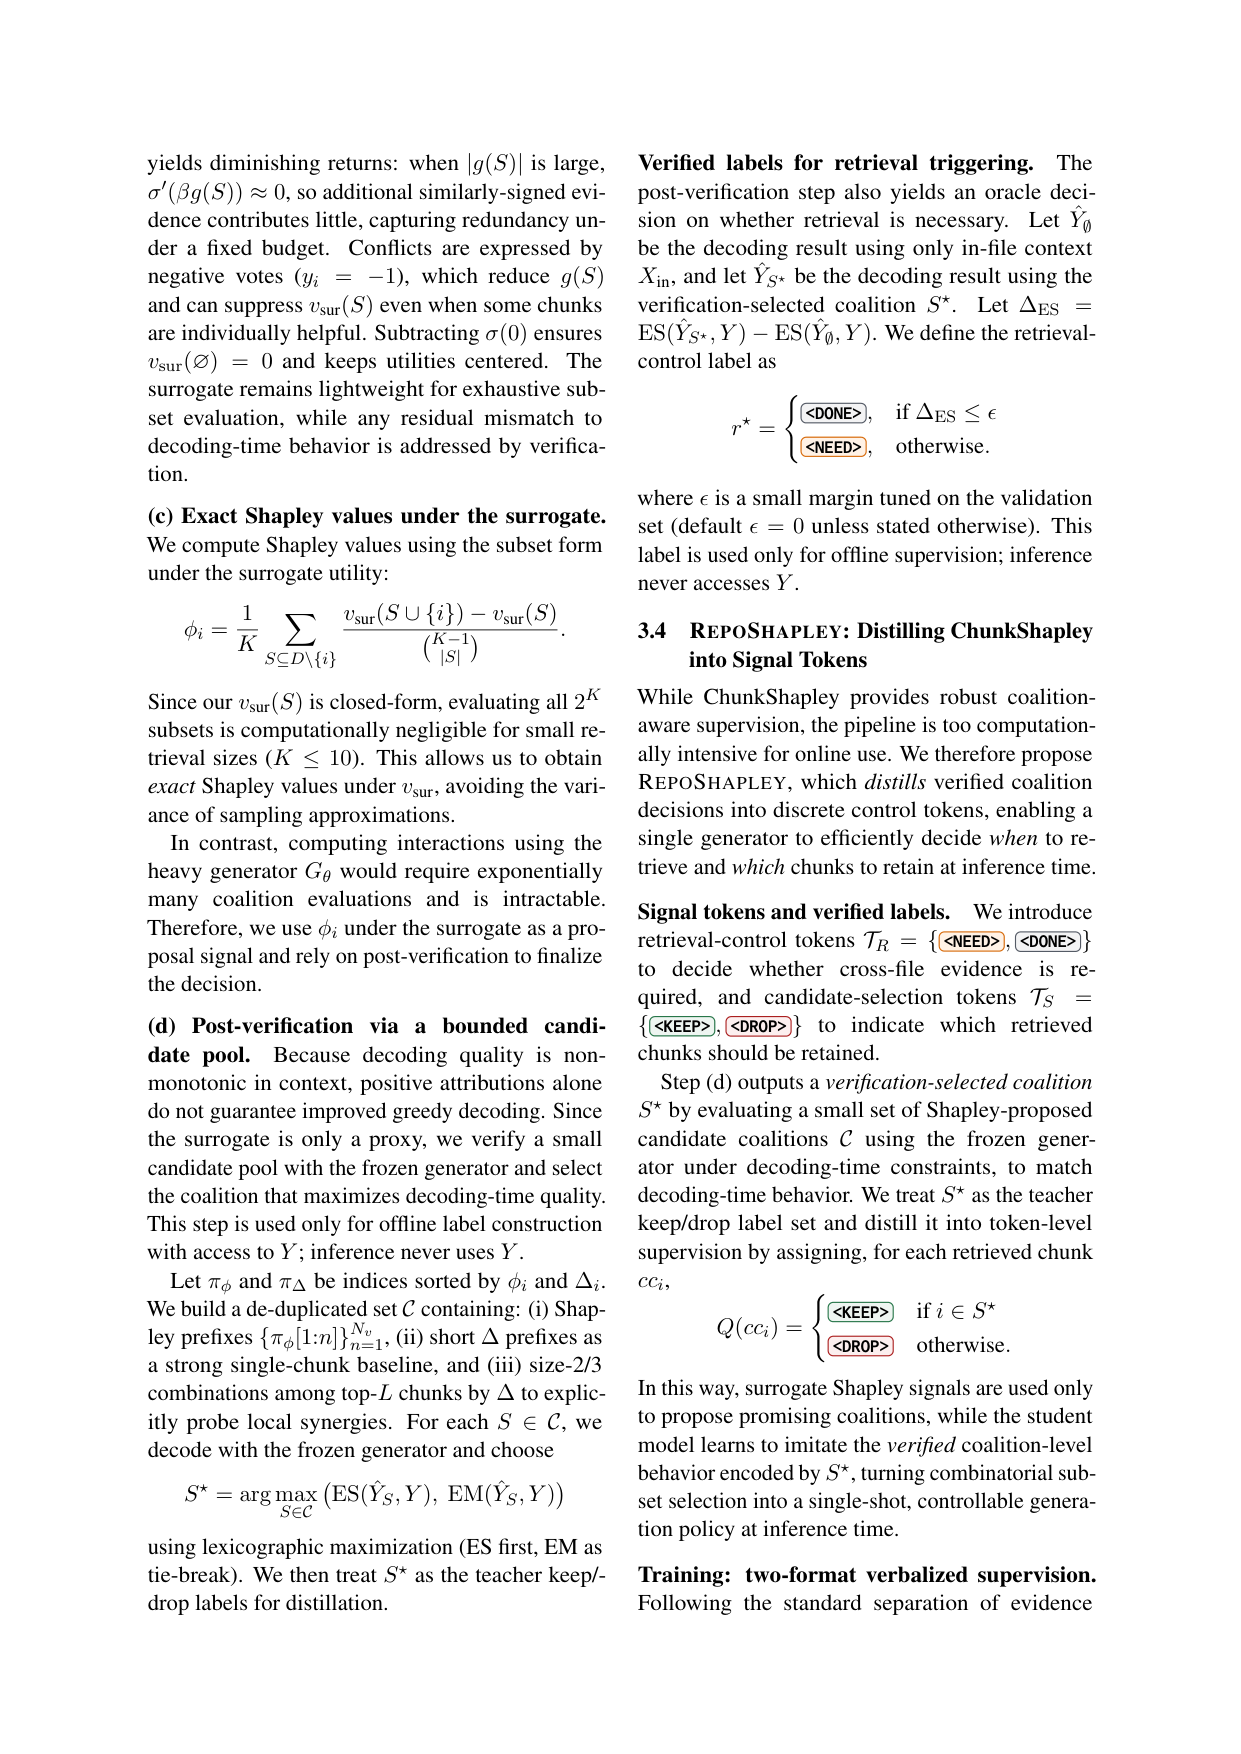 yields diminishing returns: when |g(S)| is large,
σ′(βg(S)) ≈ 0, so additional similarly-signed evi-
dence contributes little, capturing redundancy un-
der a fixed budget. Conflicts are expressed by
negative votes (y_i = −1), which reduce g(S)
and can suppress v_sur(S) even when some chunks
are individually helpful. Subtracting σ(0) ensures
v_sur(∅) = 0 and keeps utilities centered. The
surrogate remains lightweight for exhaustive sub-
set evaluation, while any residual mismatch to
decoding-time behavior is addressed by verifica-
tion.
(c) Exact Shapley values under the surrogate.
We compute Shapley values using the subset form
under the surrogate utility:
ϕ_i = 1/K ∑_{S⊆D\{i}} (v_sur(S ∪ {i}) − v_sur(S)) / \binom{K−1}{|S|}.
Since our v_sur(S) is closed-form, evaluating all 2^K
subsets is computationally negligible for small re-
trieval sizes (K ≤ 10). This allows us to obtain
exact Shapley values under v_sur, avoiding the vari-
ance of sampling approximations.
In contrast, computing interactions using the
heavy generator G_θ would require exponentially
many coalition evaluations and is intractable.
Therefore, we use ϕ_i under the surrogate as a pro-
posal signal and rely on post-verification to finalize
the decision.
(d) Post-verification via a bounded candi-
date pool. Because decoding quality is non-
monotonic in context, positive attributions alone
do not guarantee improved greedy decoding. Since
the surrogate is only a proxy, we verify a small
candidate pool with the frozen generator and select
the coalition that maximizes decoding-time quality.
This step is used only for offline label construction
with access to Y; inference never uses Y.
Let π_ϕ and π_Δ be indices sorted by ϕ_i and Δ_i.
We build a de-duplicated set 𝒞 containing: (i) Shap-
ley prefixes {π_ϕ[1:n]}_{n=1}^{N_v}, (ii) short Δ prefixes as
a strong single-chunk baseline, and (iii) size-2/3
combinations among top-L chunks by Δ to explic-
itly probe local synergies. For each S ∈ 𝒞, we
decode with the frozen generator and choose
S⋆ = arg max_{S∈𝒞} (ES(Ŷ_S, Y), EM(Ŷ_S, Y))
using lexicographic maximization (ES first, EM as
tie-break). We then treat S⋆ as the teacher keep/-
drop labels for distillation.
Verified labels for retrieval triggering. The
post-verification step also yields an oracle deci-
sion on whether retrieval is necessary. Let Ŷ_∅
be the decoding result using only in-file context
X_in, and let Ŷ_{S⋆} be the decoding result using the
verification-selected coalition S⋆. Let Δ_ES =
ES(Ŷ_{S⋆}, Y) − ES(Ŷ_∅, Y). We define the retrieval-
control label as
r⋆ = { <DONE>, if Δ_ES ≤ ϵ
<NEED>, otherwise.
where ϵ is a small margin tuned on the validation
set (default ϵ = 0 unless stated otherwise). This
label is used only for offline supervision; inference
never accesses Y.
3.4 REPOSHAPLEY: Distilling ChunkShapley
into Signal Tokens
While ChunkShapley provides robust coalition-
aware supervision, the pipeline is too computation-
ally intensive for online use. We therefore propose
REPOSHAPLEY, which distills verified coalition
decisions into discrete control tokens, enabling a
single generator to efficiently decide when to re-
trieve and which chunks to retain at inference time.
Signal tokens and verified labels. We introduce
retrieval-control tokens 𝒯_R = {<NEED>, <DONE>}
to decide whether cross-file evidence is re-
quired, and candidate-selection tokens 𝒯_S =
{<KEEP>, <DROP>} to indicate which retrieved
chunks should be retained.
Step (d) outputs a verification-selected coalition
S⋆ by evaluating a small set of Shapley-proposed
candidate coalitions 𝒞 using the frozen gener-
ator under decoding-time constraints, to match
decoding-time behavior. We treat S⋆ as the teacher
keep/drop label set and distill it into token-level
supervision by assigning, for each retrieved chunk
cc_i,
Q(cc_i) = { <KEEP> if i ∈ S⋆
<DROP> otherwise.
In this way, surrogate Shapley signals are used only
to propose promising coalitions, while the student
model learns to imitate the verified coalition-level
behavior encoded by S⋆, turning combinatorial sub-
set selection into a single-shot, controllable genera-
tion policy at inference time.
Training: two-format verbalized supervision.
Following the standard separation of evidence